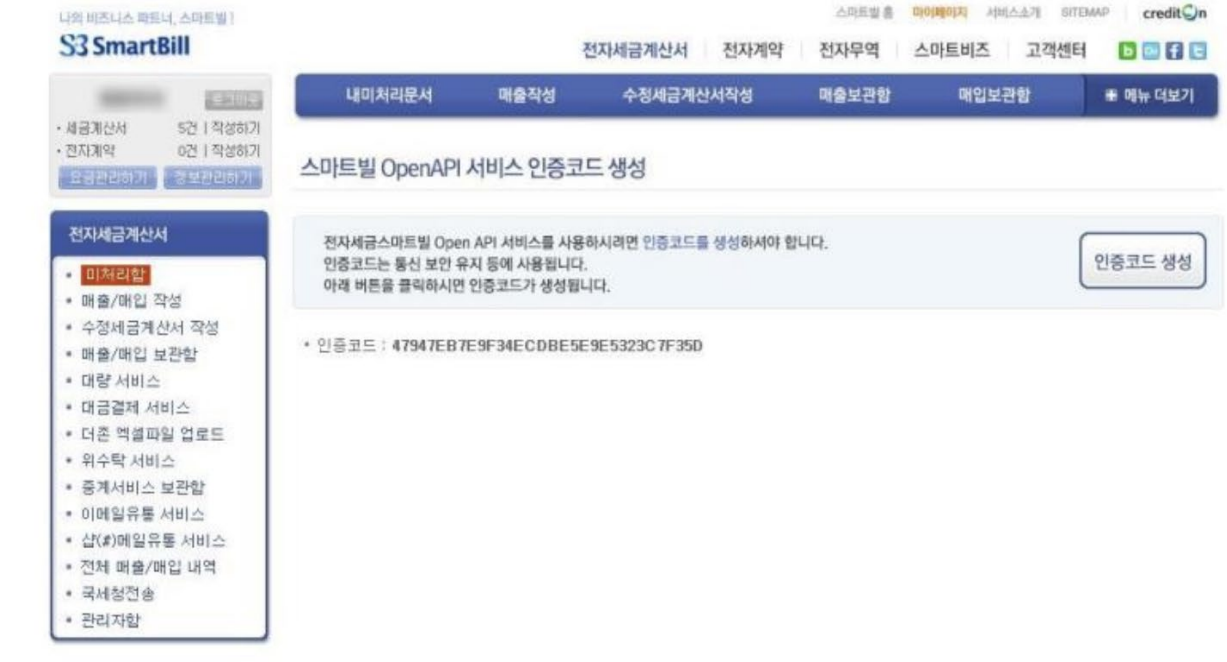 나의 비즈니스 파트너, 스마트빌!
스마트빌 홈 마이페이지 서비스소개 SITEMAP creditOn
SmartBill
전자세금계산서 전자계약 전자무역 스마트비즈 고객센터
로그아웃
내미처리문서 매출작성 수정세금계산서작성 매출보관함 매입보관함 메뉴 더보기
• 세금계산서 5건 | 작성하기
• 전자계약 0건 | 작성하기
요금관리하기 정보관리하기
스마트빌 OpenAPI 서비스 인증코드 생성
전자세금계산서
전자세금스마트빌 Open API 서비스를 사용하시려면 인증코드를 생성하셔야 합니다.
인증코드는 통신 보안 유지 등에 사용됩니다.
아래 버튼을 클릭하시면 인증코드가 생성됩니다.
인증코드 생성
• 인증코드 : 47947EB7E9F34ECDBE5E9E5323C7F35D
• 미처리함
• 매출/매입 작성
• 수정세금계산서 작성
• 매출/매입 보관함
• 대량 서비스
• 대금결제 서비스
• 더존 엑셀파일 업로드
• 위수탁 서비스
• 중계서비스 보관함
• 이메일유통 서비스
• 샵(#)메일유통 서비스
• 전체 매출/매입 내역
• 국세청전송
• 관리자함